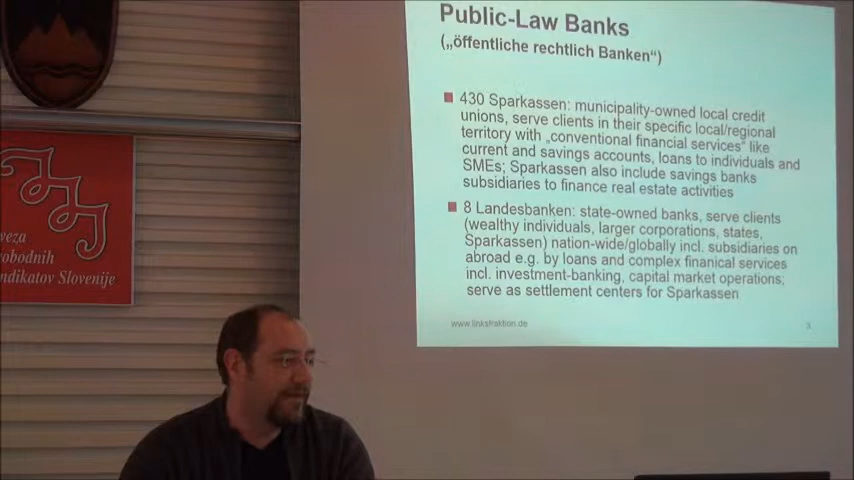 Public-Law Banks
(„öffentliche rechtlich Banken“)
430 Sparkassen: municipality-owned local credit
unions, serve clients in their specific local/regional
territory with „conventional financial services“ like
current and savings accounts, loans to individuals and
SMEs; Sparkassen also include savings banks
subsidiaries to finance real estate activities
8 Landesbanken: state-owned banks, serve clients
(wealthy individuals, larger corporations, states,
Sparkassen) nation-wide/globally incl. subsidiaries on
abroad e.g. by loans and complex financial services
incl. investment-banking, capital market operations;
serve as settlement centers for Sparkassen
www.linksfraktion.de
3
veza
vobodnih
indikatov Slovenije